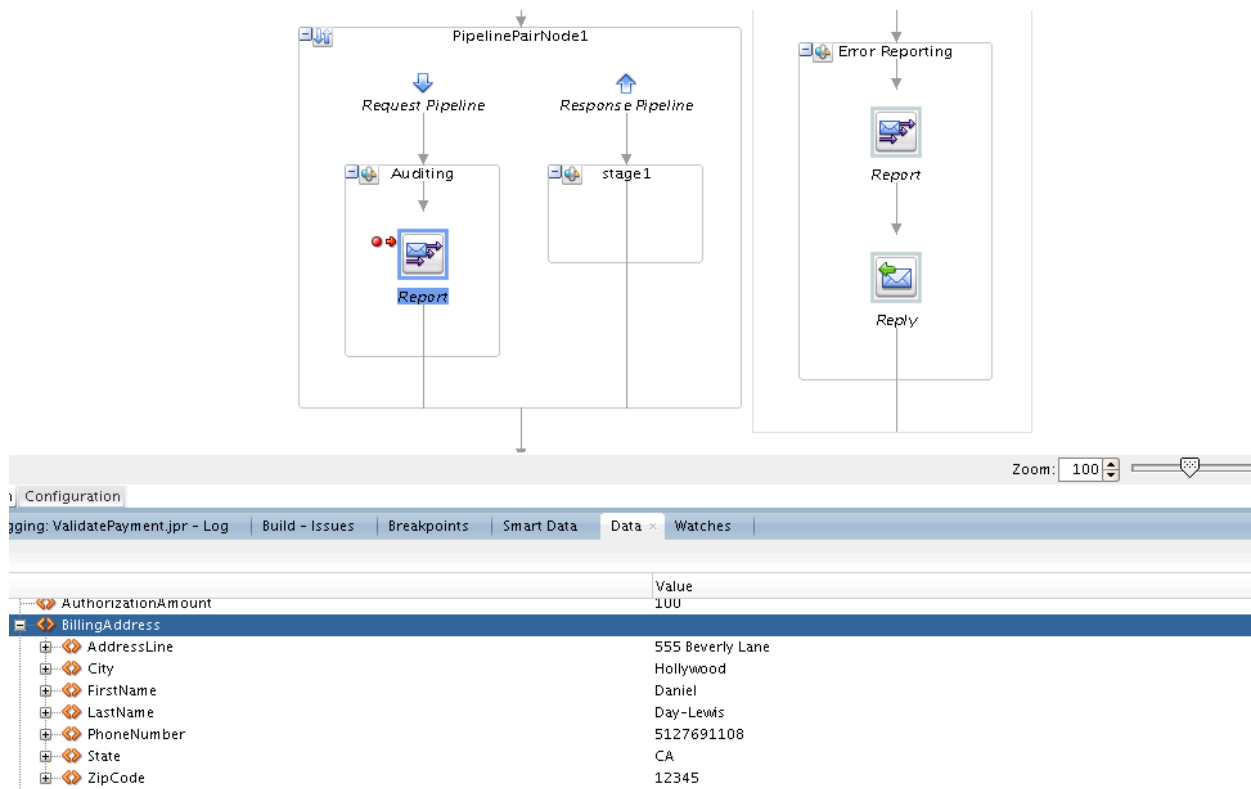 PipelinePairNode1
Error Reporting
Request Pipeline
Response Pipeline
Report
Auditing
stage1
Report
Reply
Zoom: 100
Configuration
gging: ValidatePayment.jpr - Log Build - Issues Breakpoints Smart Data Data Watches
Value
AuthorizationAmount 100
BillingAddress
AddressLine 555 Beverly Lane
City Hollywood
FirstName Daniel
LastName Day-Lewis
PhoneNumber 5127691108
State CA
ZipCode 12345